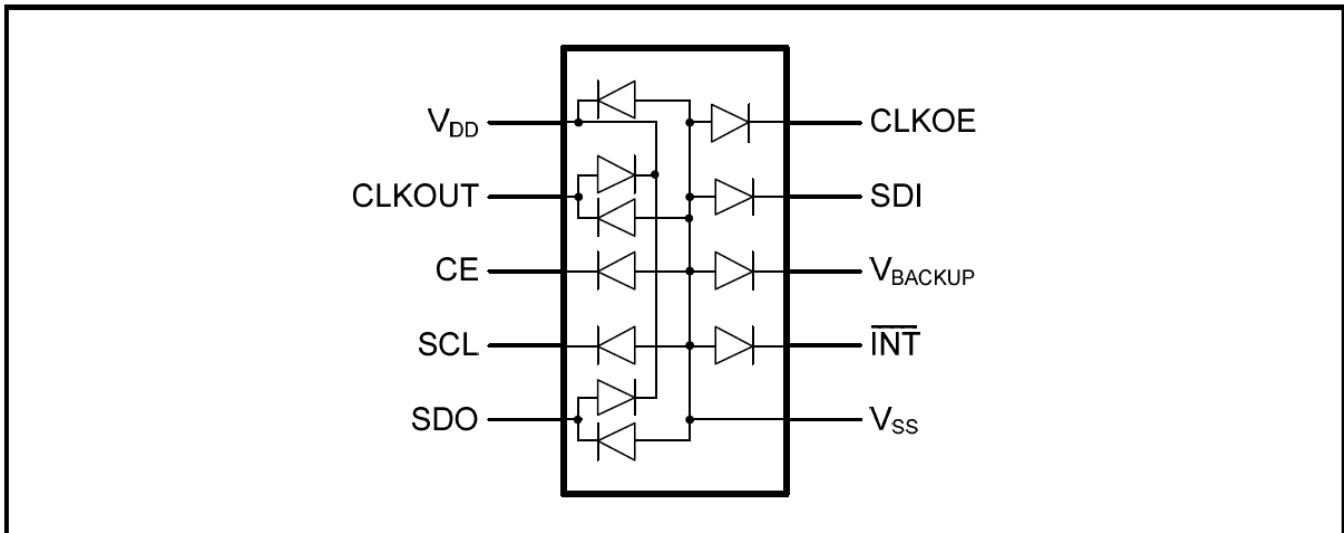 VDD
CLKOUT
CE
SCL
SDO
CLKOE
SDI
VBACKUP
INT
VSS